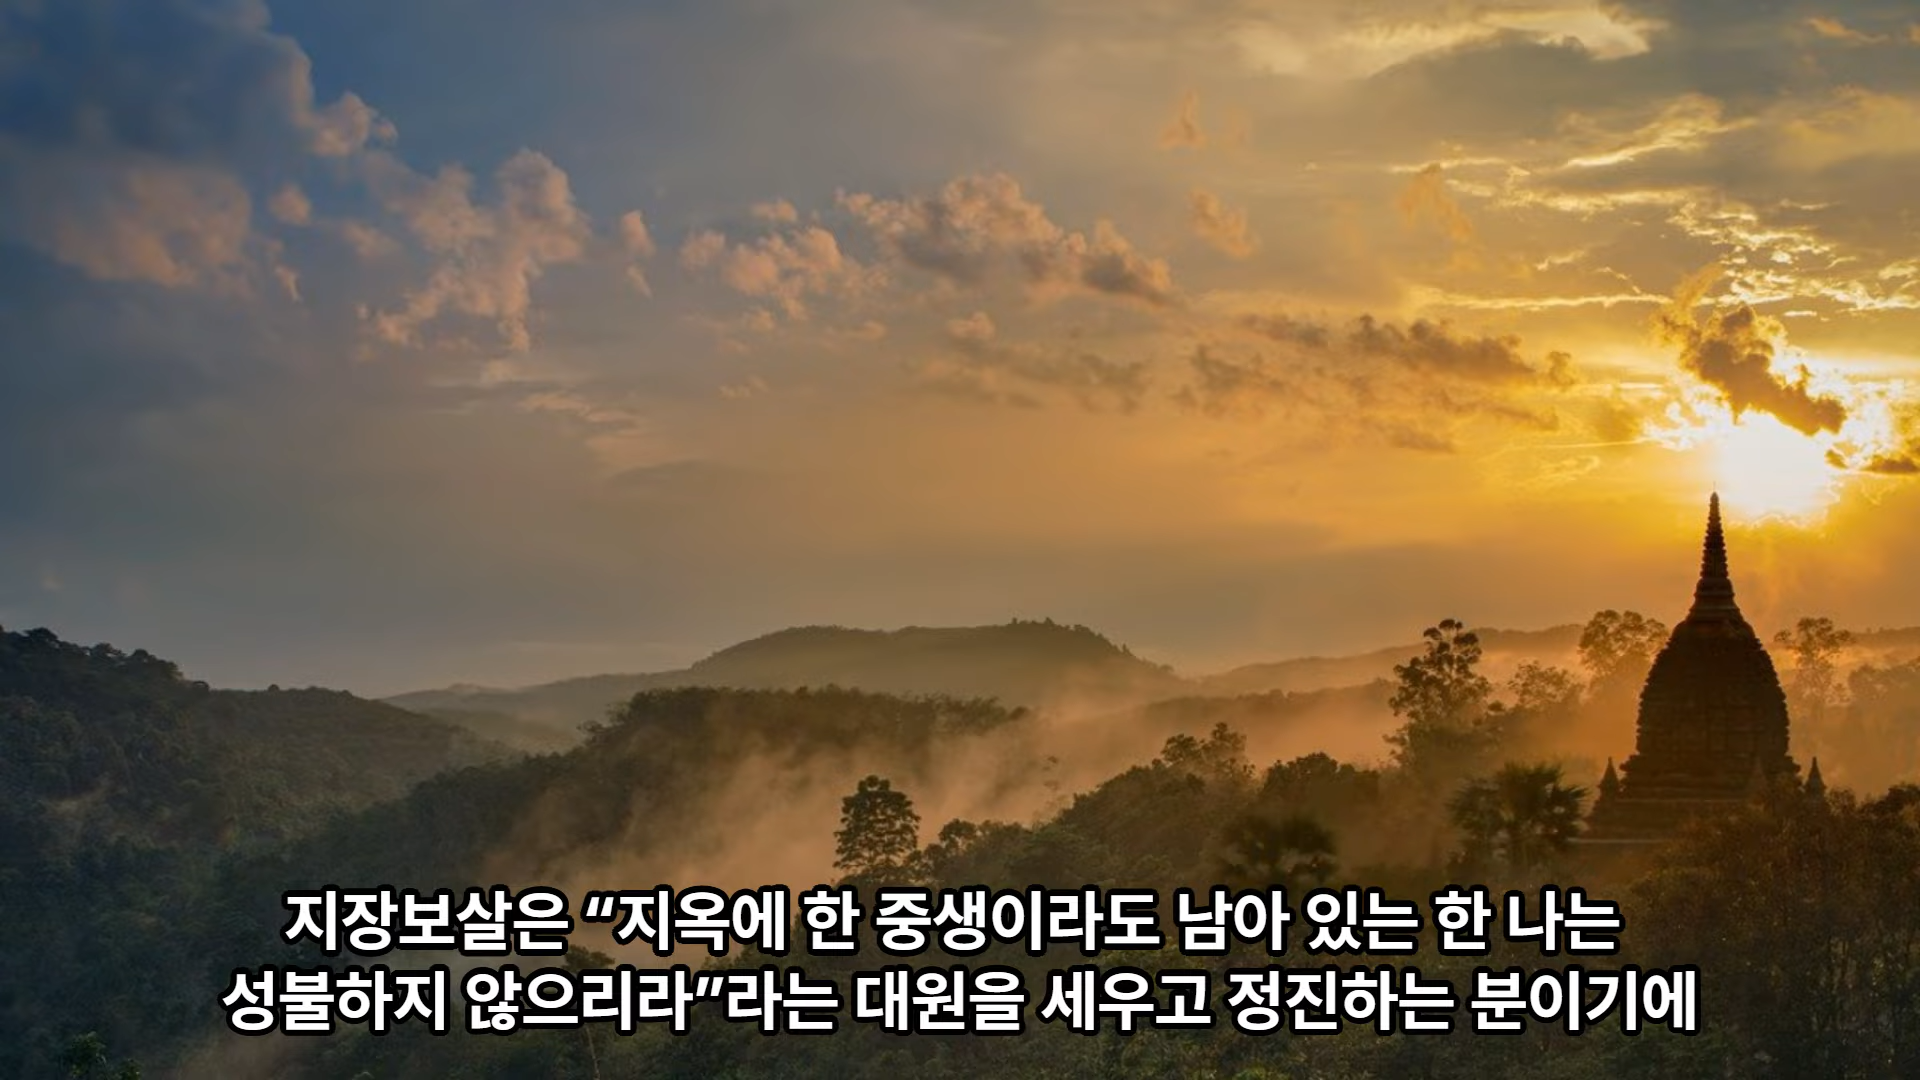 지장보살은 “지옥에 한 중생이라도 남아 있는 한 나는
성불하지 않으리라”라는 대원을 세우고 정진하는 분이기에